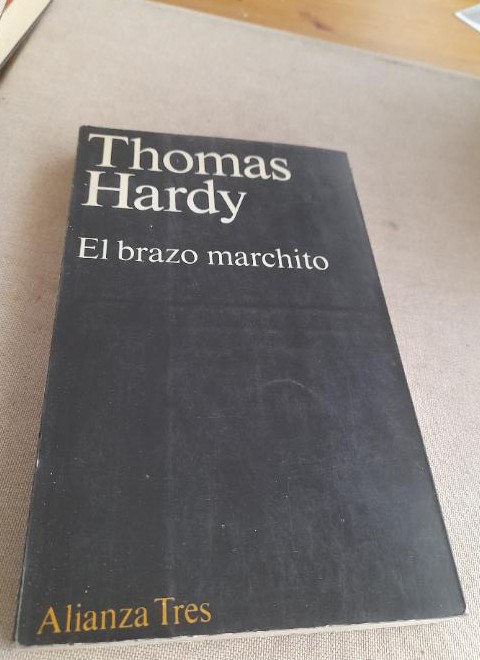 Thomas
Hardy
El brazo marchito
Alianza Tres